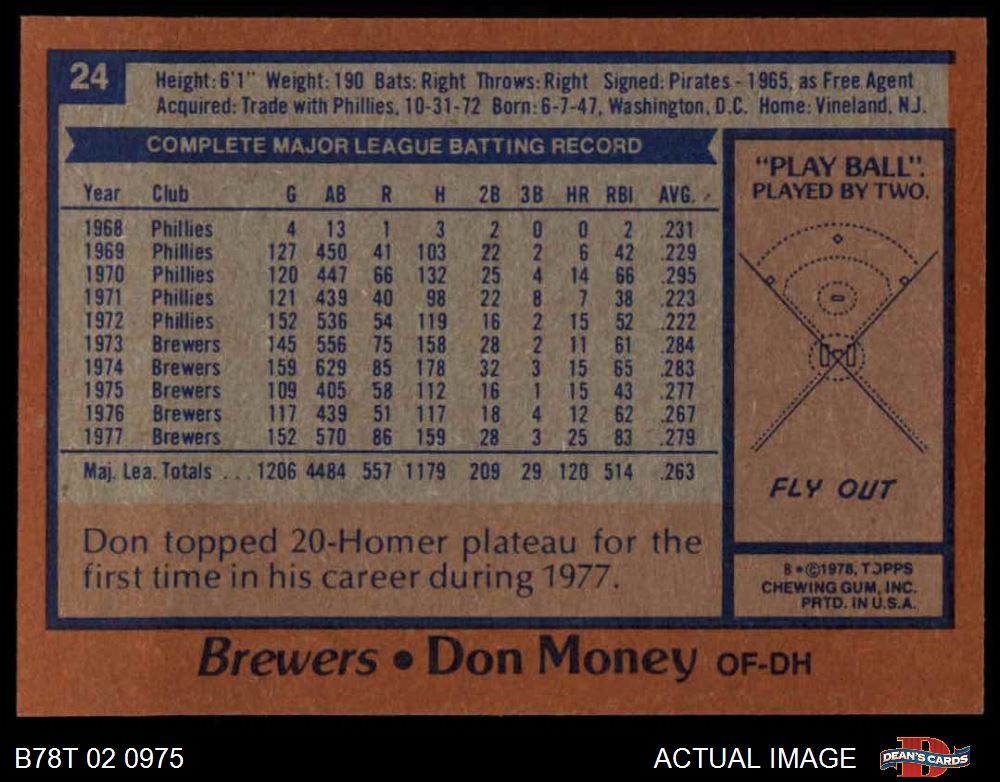 24
Height: 6'1" Weight: 190 Bats: Right Throws: Right Signed: Pirates - 1965, as Free Agent
Acquired: Trade with Phillies, 10-31-72 Born: 6-7-47, Washington, D.C. Home: Vineland, N.J.
COMPLETE MAJOR LEAGUE BATTING RECORD
Year Club G AB R H 2B 3B HR RBI AVG.
1968 Phillies 4 13 1 3 2 0 0 2 .231
1969 Phillies 127 450 41 103 22 2 6 42 .229
1970 Phillies 120 447 66 132 25 4 14 66 .295
1971 Phillies 121 439 40 98 22 8 7 38 .223
1972 Phillies 152 536 54 119 16 2 15 52 .222
1973 Brewers 145 556 75 158 28 2 11 61 .284
1974 Brewers 159 629 85 178 32 3 15 65 .283
1975 Brewers 109 405 58 112 16 1 15 43 .277
1976 Brewers 117 439 51 117 18 4 12 62 .267
1977 Brewers 152 570 86 159 28 3 25 83 .279
Maj. Lea. Totals . . . 1206 4484 557 1179 209 29 120 514 .263
Don topped 20-Homer plateau for the
first time in his career during 1977.
"PLAY BALL".
PLAYED BY TWO.
FLY OUT
8 * ©1978, TOPPS
CHEWING GUM, INC.
PRTD. IN U.S.A.
Brewers • Don Money OF-DH
B78T 02 0975
ACTUAL IMAGE
DEAN'S CARDS